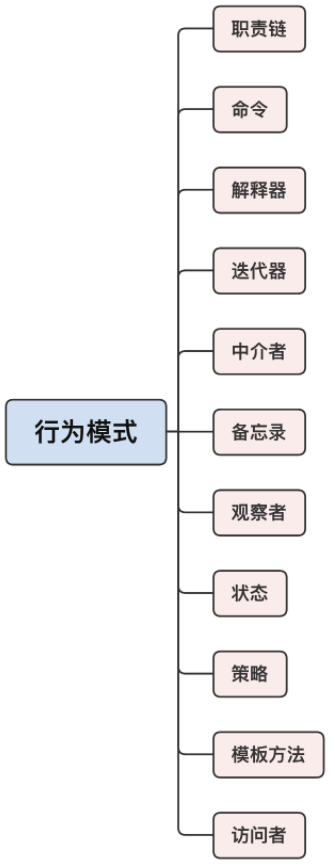 职责链
命令
解释器
迭代器
中介者
行为模式
备忘录
观察者
状态
策略
模板方法
访问者